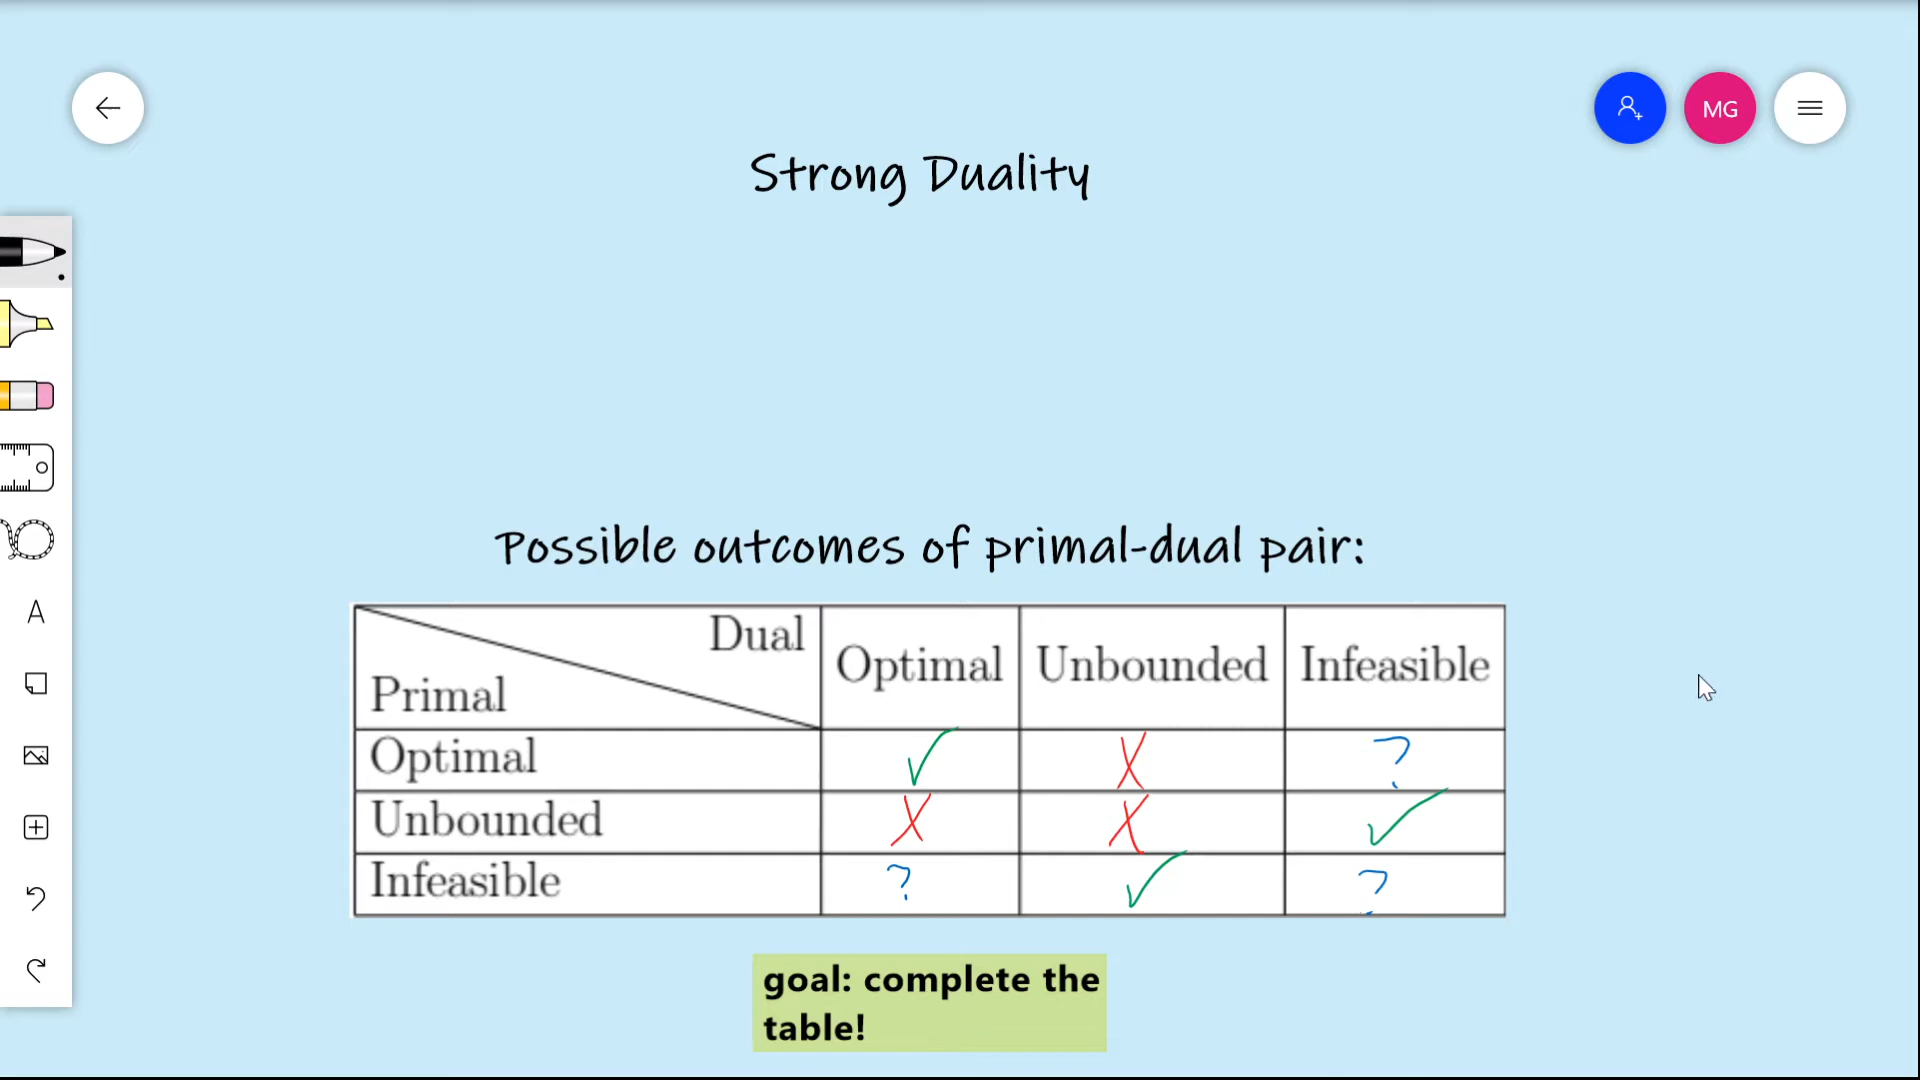 MG
Strong Duality
A
Possible outcomes of primal-dual pair:
Dual
Primal
Optimal Unbounded Infeasible
Optimal ✓ X ?
Unbounded X X ✓
Infeasible ? ✓ ?
goal: complete the
table!